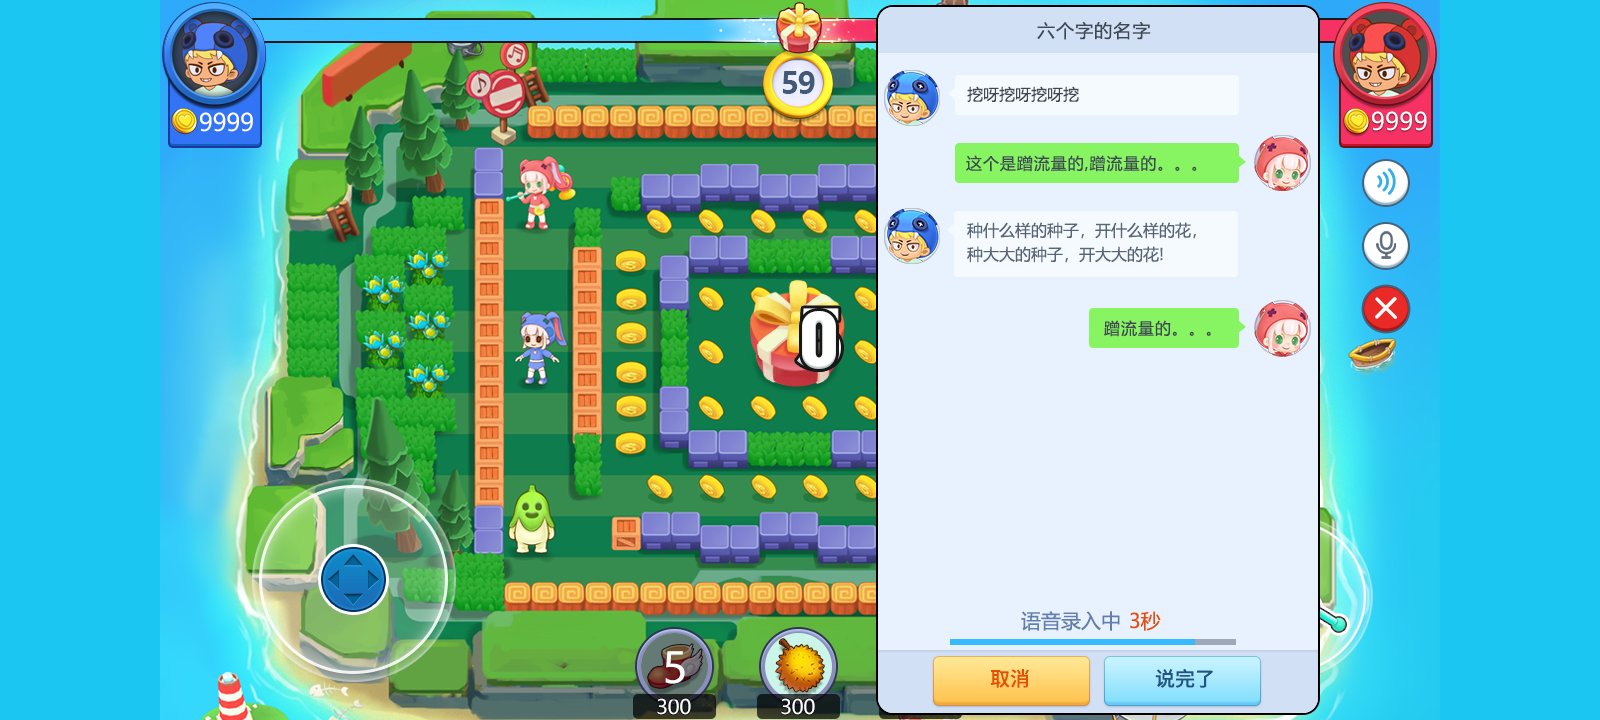 9999
59
9999
六个字的名字
挖呀挖呀挖呀挖
这个是蹭流量的,蹭流量的。。。
种什么样的种子，开什么样的花，
种大大的种子，开大大的花!
蹭流量的。。。
0
语音录入中 3秒
取消
说完了
5
300
300